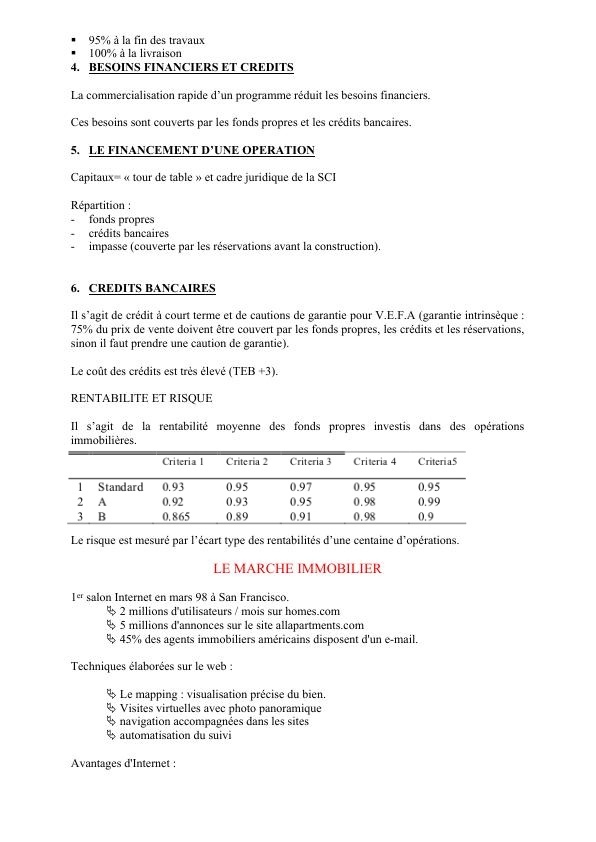 ▪ 95% à la fin des travaux
▪ 100% à la livraison
4. BESOINS FINANCIERS ET CREDITS
La commercialisation rapide d’un programme réduit les besoins financiers.
Ces besoins sont couverts par les fonds propres et les crédits bancaires.
5. LE FINANCEMENT D’UNE OPERATION
Capitaux= « tour de table » et cadre juridique de la SCI
Répartition :
- fonds propres
- crédits bancaires
- impasse (couverte par les réservations avant la construction).
6. CREDITS BANCAIRES
Il s’agit de crédit à court terme et de cautions de garantie pour V.E.F.A (garantie intrinsèque :
75% du prix de vente doivent être couvert par les fonds propres, les crédits et les réservations,
sinon il faut prendre une caution de garantie).
Le coût des crédits est très élevé (TEB +3).
RENTABILITE ET RISQUE
Il s’agit de la rentabilité moyenne des fonds propres investis dans des opérations
immobilières.
Criteria 1 Criteria 2 Criteria 3 Criteria 4 Criteria5
1 Standard 0.93 0.95 0.97 0.95 0.95
2 A 0.92 0.93 0.95 0.98 0.99
3 B 0.865 0.89 0.91 0.98 0.9
Le risque est mesuré par l’écart type des rentabilités d’une centaine d’opérations.
LE MARCHE IMMOBILIER
1er salon Internet en mars 98 à San Francisco.
2 millions d'utilisateurs / mois sur homes.com
5 millions d'annonces sur le site allapartments.com
45% des agents immobiliers américains disposent d'un e-mail.
Techniques élaborées sur le web :
Le mapping : visualisation précise du bien.
Visites virtuelles avec photo panoramique
navigation accompagnées dans les sites
automatisation du suivi
Avantages d'Internet :